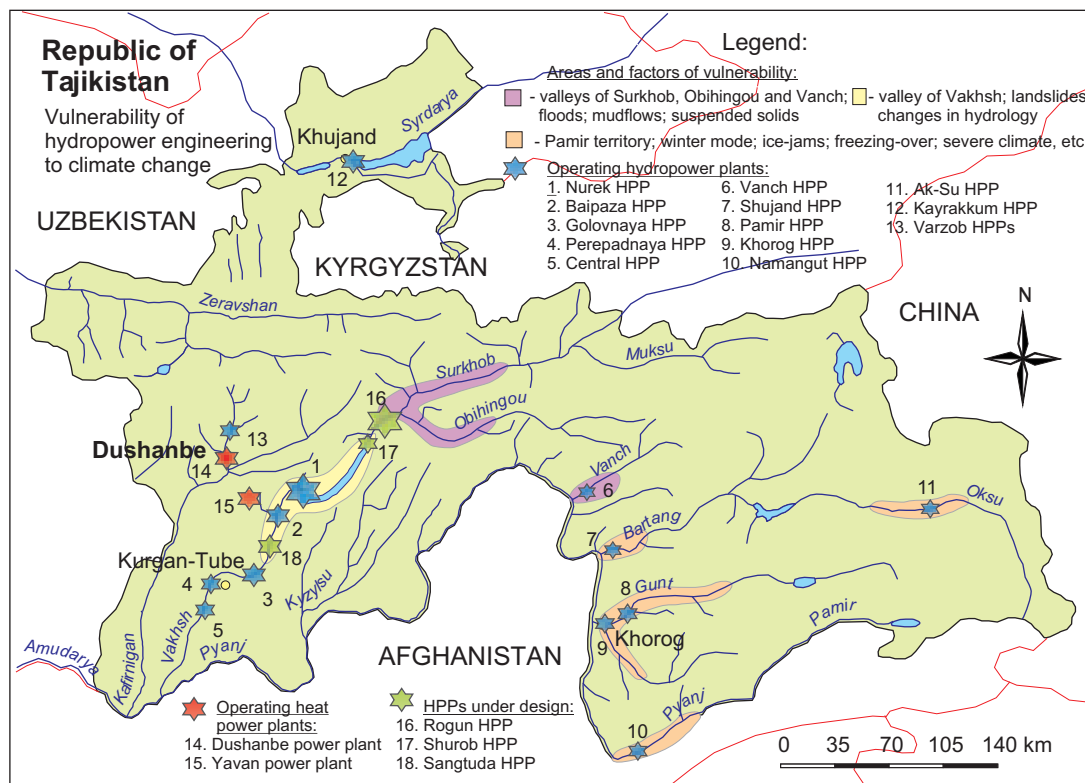 Republic of
Tajikistan
Vulnerability of
hydropower engineering
to climate change
Legend:
Areas and factors of vulnerability:
- valleys of Surkhob, Obihingou and Vanch;
floods; mudflows; suspended solids
- valley of Vakhsh; landslides
changes in hydrology
- Pamir territory; winter mode; ice-jams; freezing-over; severe climate, etc
Operating hydropower plants:
1. Nurek HPP
2. Baipaza HPP
3. Golovnaya HPP
4. Perepadnaya HPP
5. Central HPP
6. Vanch HPP
7. Shujand HPP
8. Pamir HPP
9. Khorog HPP
10. Namangut HPP
11. Ak-Su HPP
12. Kayrakkum HPP
13. Varzob HPPs
Khujand
Syrdarya
12
UZBEKISTAN
KYRGYZSTAN
CHINA
N
Zeravshan
Surkhob
Muksu
Obihingou
16
17
13
Dushanbe
14
15
1
2
18
Kurgan-Tube
4
3
5
Vakhsh
Kyzylsu
Kafirnigan
Pyanj
Amudarya
Vanch
6
Bartang
7
8
Gunt
9
Khorog
Pamir
Pyanj
10
11
Oksu
AFGHANISTAN
Operating heat
power plants:
14. Dushanbe power plant
15. Yavan power plant
HPPs under design:
16. Rogun HPP
17. Shurob HPP
18. Sangtuda HPP
0 35 70 105 140 km